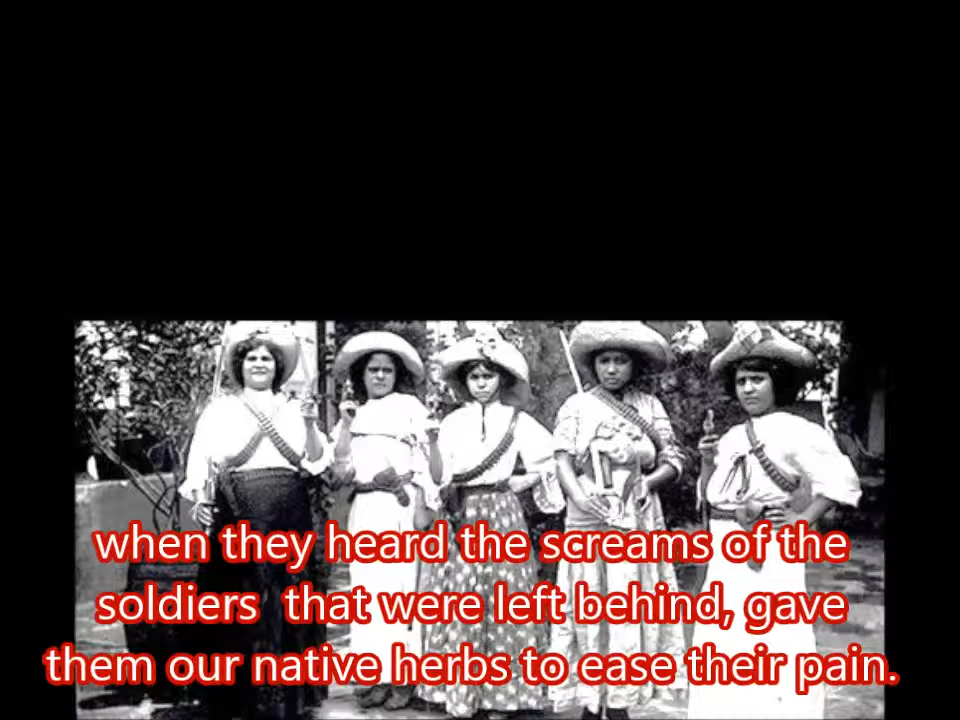 when they heard the screams of the
soldiers  that were left behind, gave
them our native herbs to ease their pain.